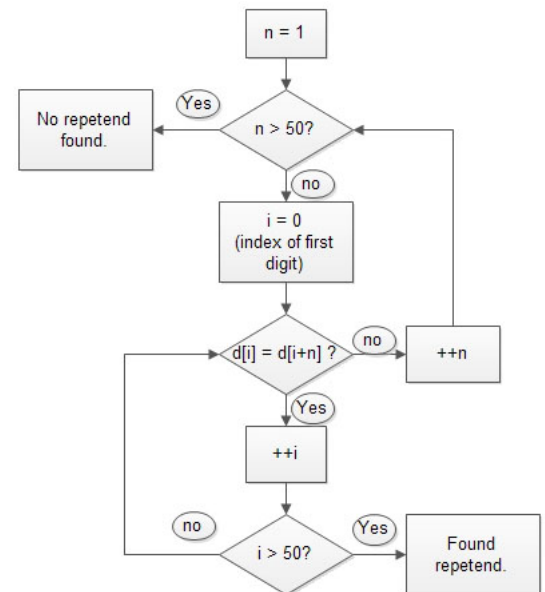 n = 1
Yes
No repetend
found.
n > 50?
no
i = 0
(index of first
digit)
d[i] = d[i+n] ?
no
++n
Yes
++i
no
i > 50?
Yes
Found
repetend.